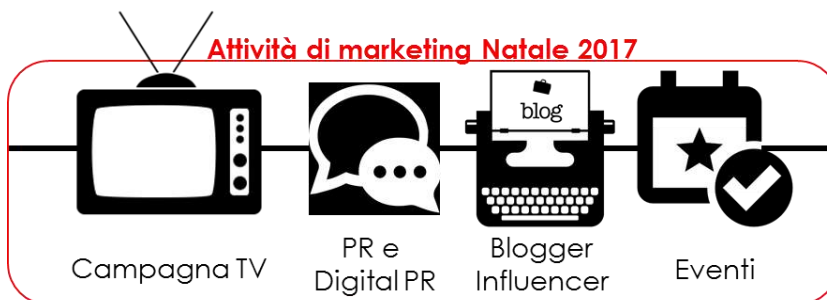 Attività di marketing Natale 2017
blog
Campagna TV
PR e
Digital PR
Blogger
Influencer
Eventi